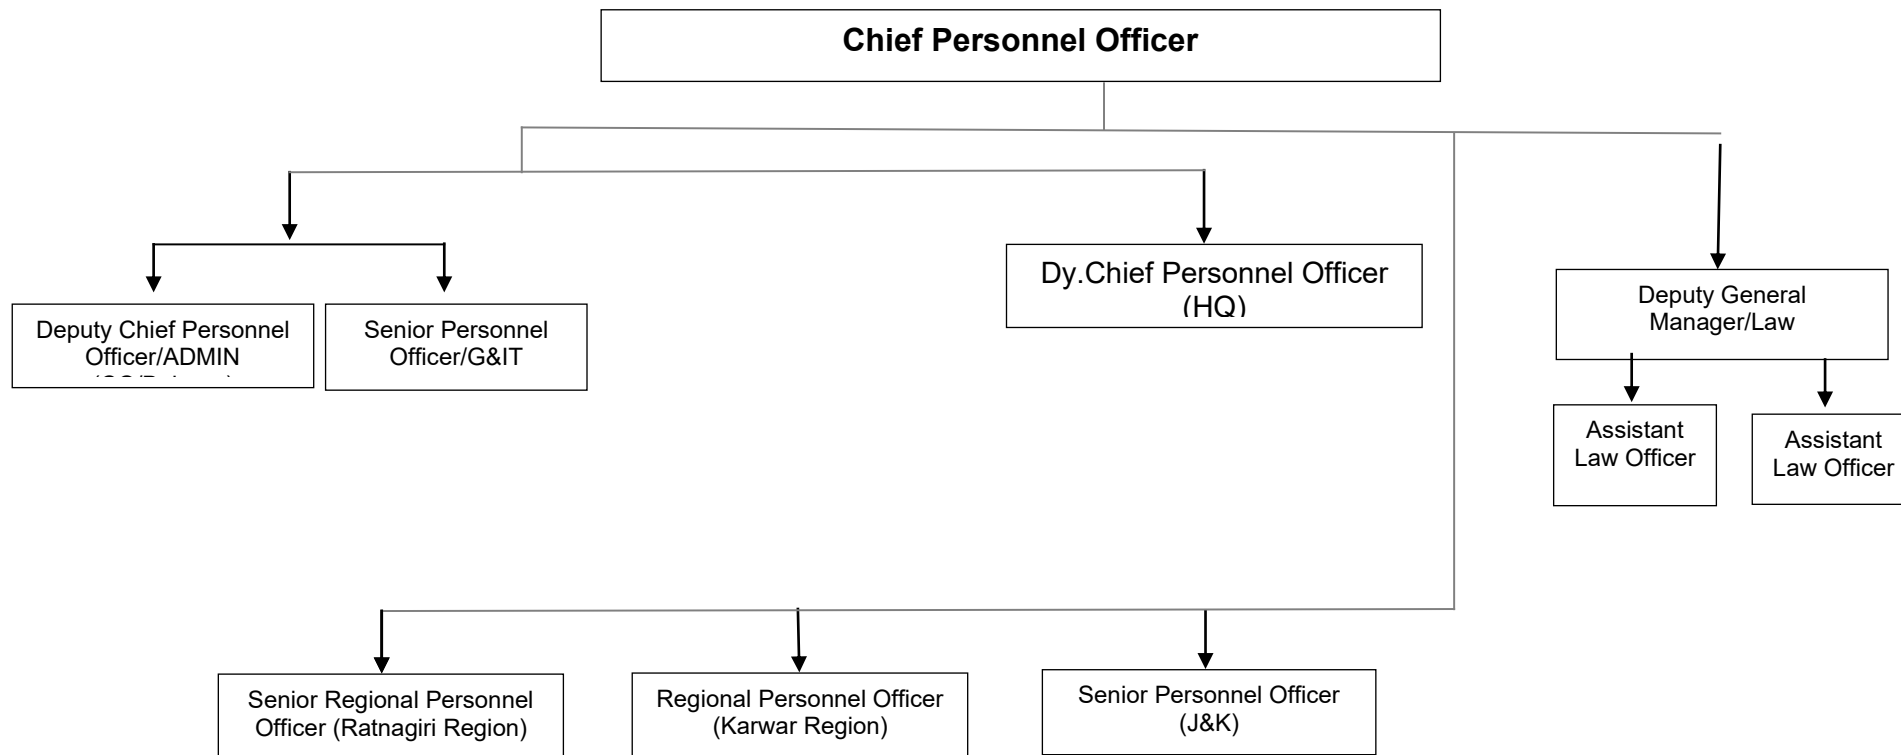 Chief Personnel Officer
Dy.Chief Personnel Officer
(HQ)
Deputy General
Manager/Law
Deputy Chief Personnel
Officer/ADMIN
Senior Personnel
Officer/G&IT
Assistant
Law Officer
Assistant
Law Officer
Senior Regional Personnel
Officer (Ratnagiri Region)
Regional Personnel Officer
(Karwar Region)
Senior Personnel Officer
(J&K)